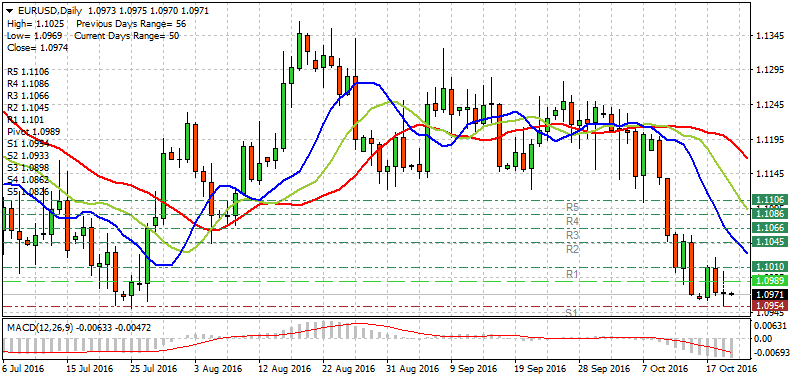 EURUSD,Daily 1.0973 1.0975 1.0970 1.0971
High= 1.1025 Previous Days Range= 56
Low= 1.0969 Current Days Range= 50
Close= 1.0974
R5 1.1106
R4 1.1086
R3 1.1066
R2 1.1045
R1 1.101
Pivot 1.0989
S1 1.0954
S2 1.0933
S3 1.0898
S4 1.0862
S5 1.0826
R5
R4
R3
R2
R1
S1
1.1345
1.1295
1.1245
1.1195
1.1145
1.1106
1.1086
1.1066
1.1045
1.1010
1.0989
1.0971
1.0954
1.0945
MACD(12,26,9) -0.00633 -0.00472
0.00631
0.00
-0.00693
6 Jul 2016
15 Jul 2016
25 Jul 2016
3 Aug 2016
12 Aug 2016
22 Aug 2016
31 Aug 2016
9 Sep 2016
19 Sep 2016
28 Sep 2016
7 Oct 2016
17 Oct 2016